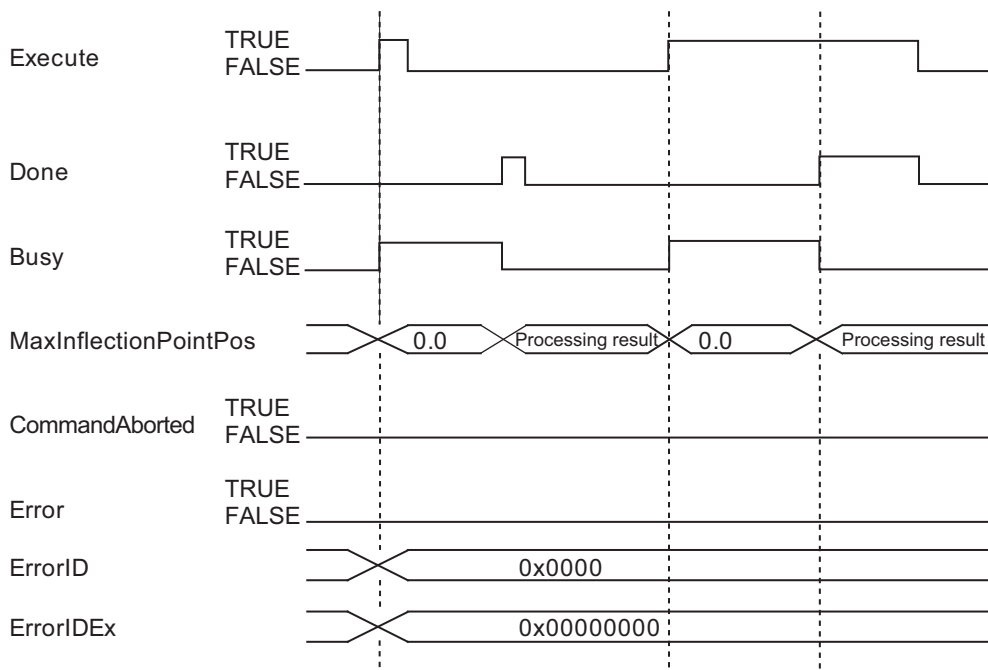 Execute
TRUE
FALSE
Done
TRUE
FALSE
Busy
TRUE
FALSE
MaxInflectionPointPos
0.0
Processing result
0.0
Processing result
CommandAborted
TRUE
FALSE
Error
TRUE
FALSE
ErrorID
0x0000
ErrorIDEx
0x00000000